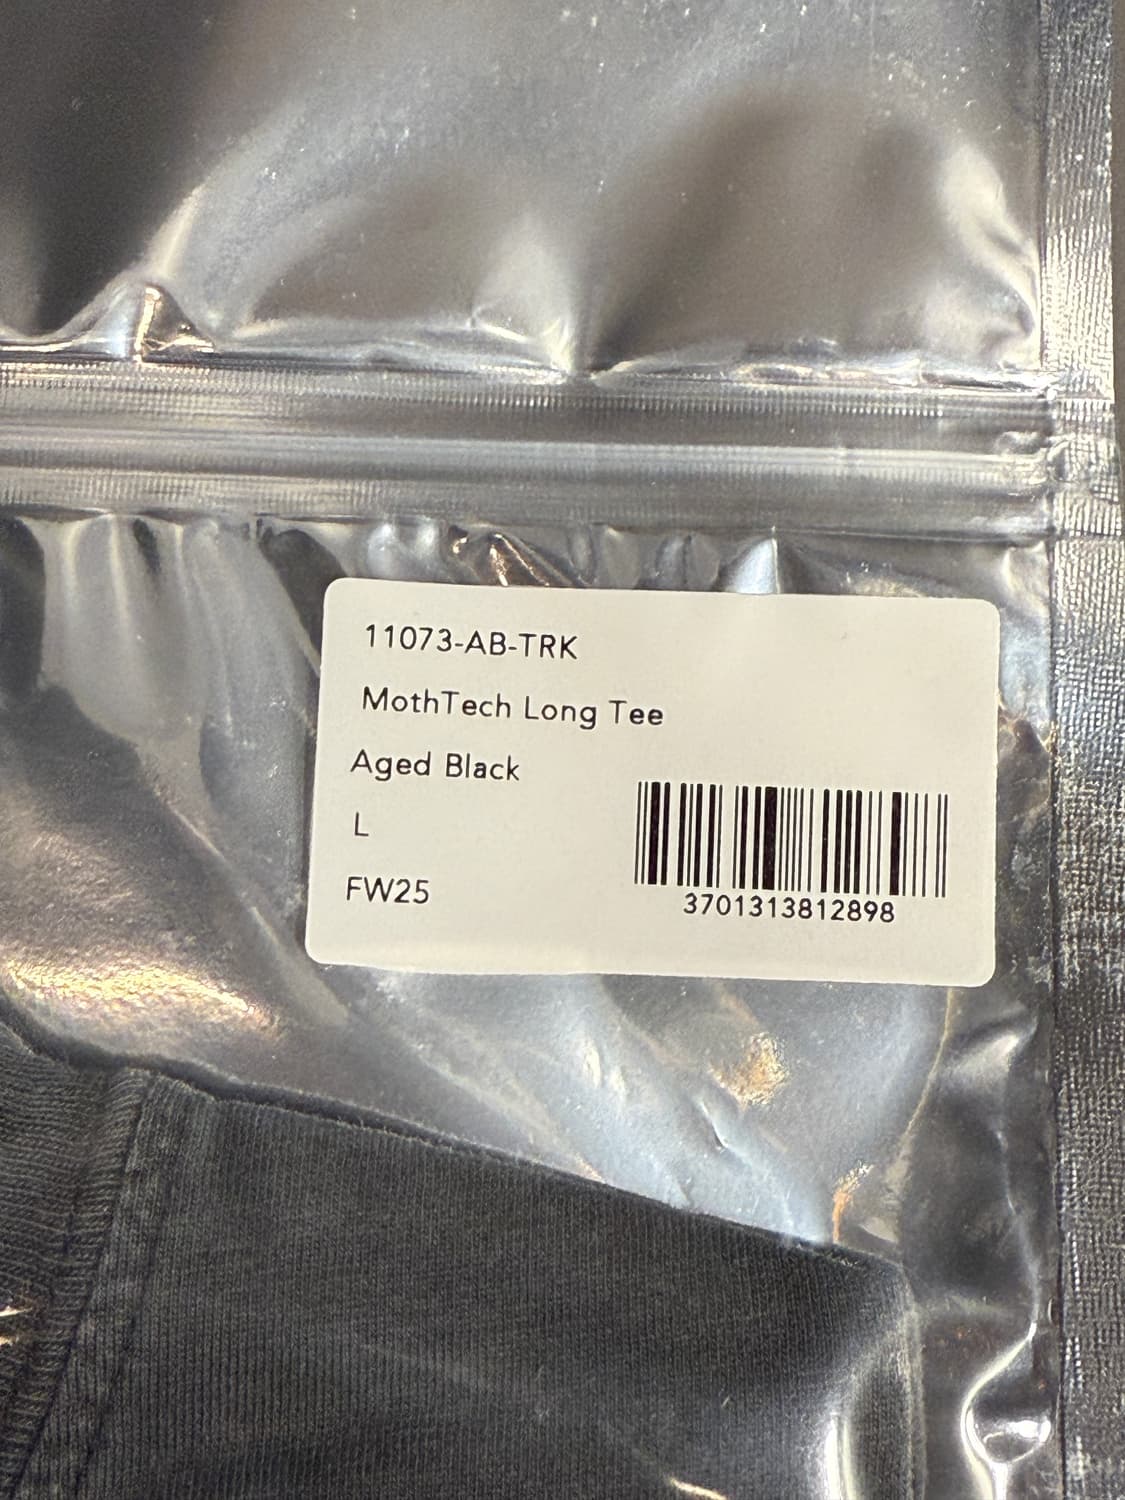 11073-AB-TRK
MothTech Long Tee
Aged Black
L
FW25
3701313812898